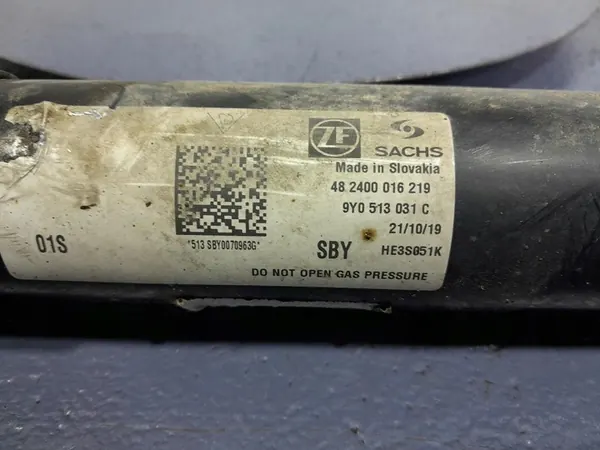 ZF SACHS
Made in Slovakia
48 2400 016 219
9Y0 513 031 C
21/10/19
01S
*513 SBY0070963G*
SBY
HE3S051K
DO NOT OPEN GAS PRESSURE